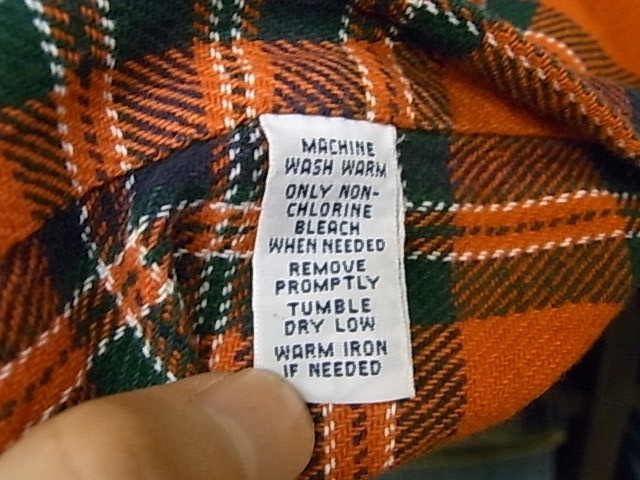 MACHINE
WASH WARM
ONLY NON-
CHLORINE
BLEACH
WHEN NEEDED
REMOVE
PROMPTLY
TUMBLE
DRY LOW
WARM IRON
IF NEEDED